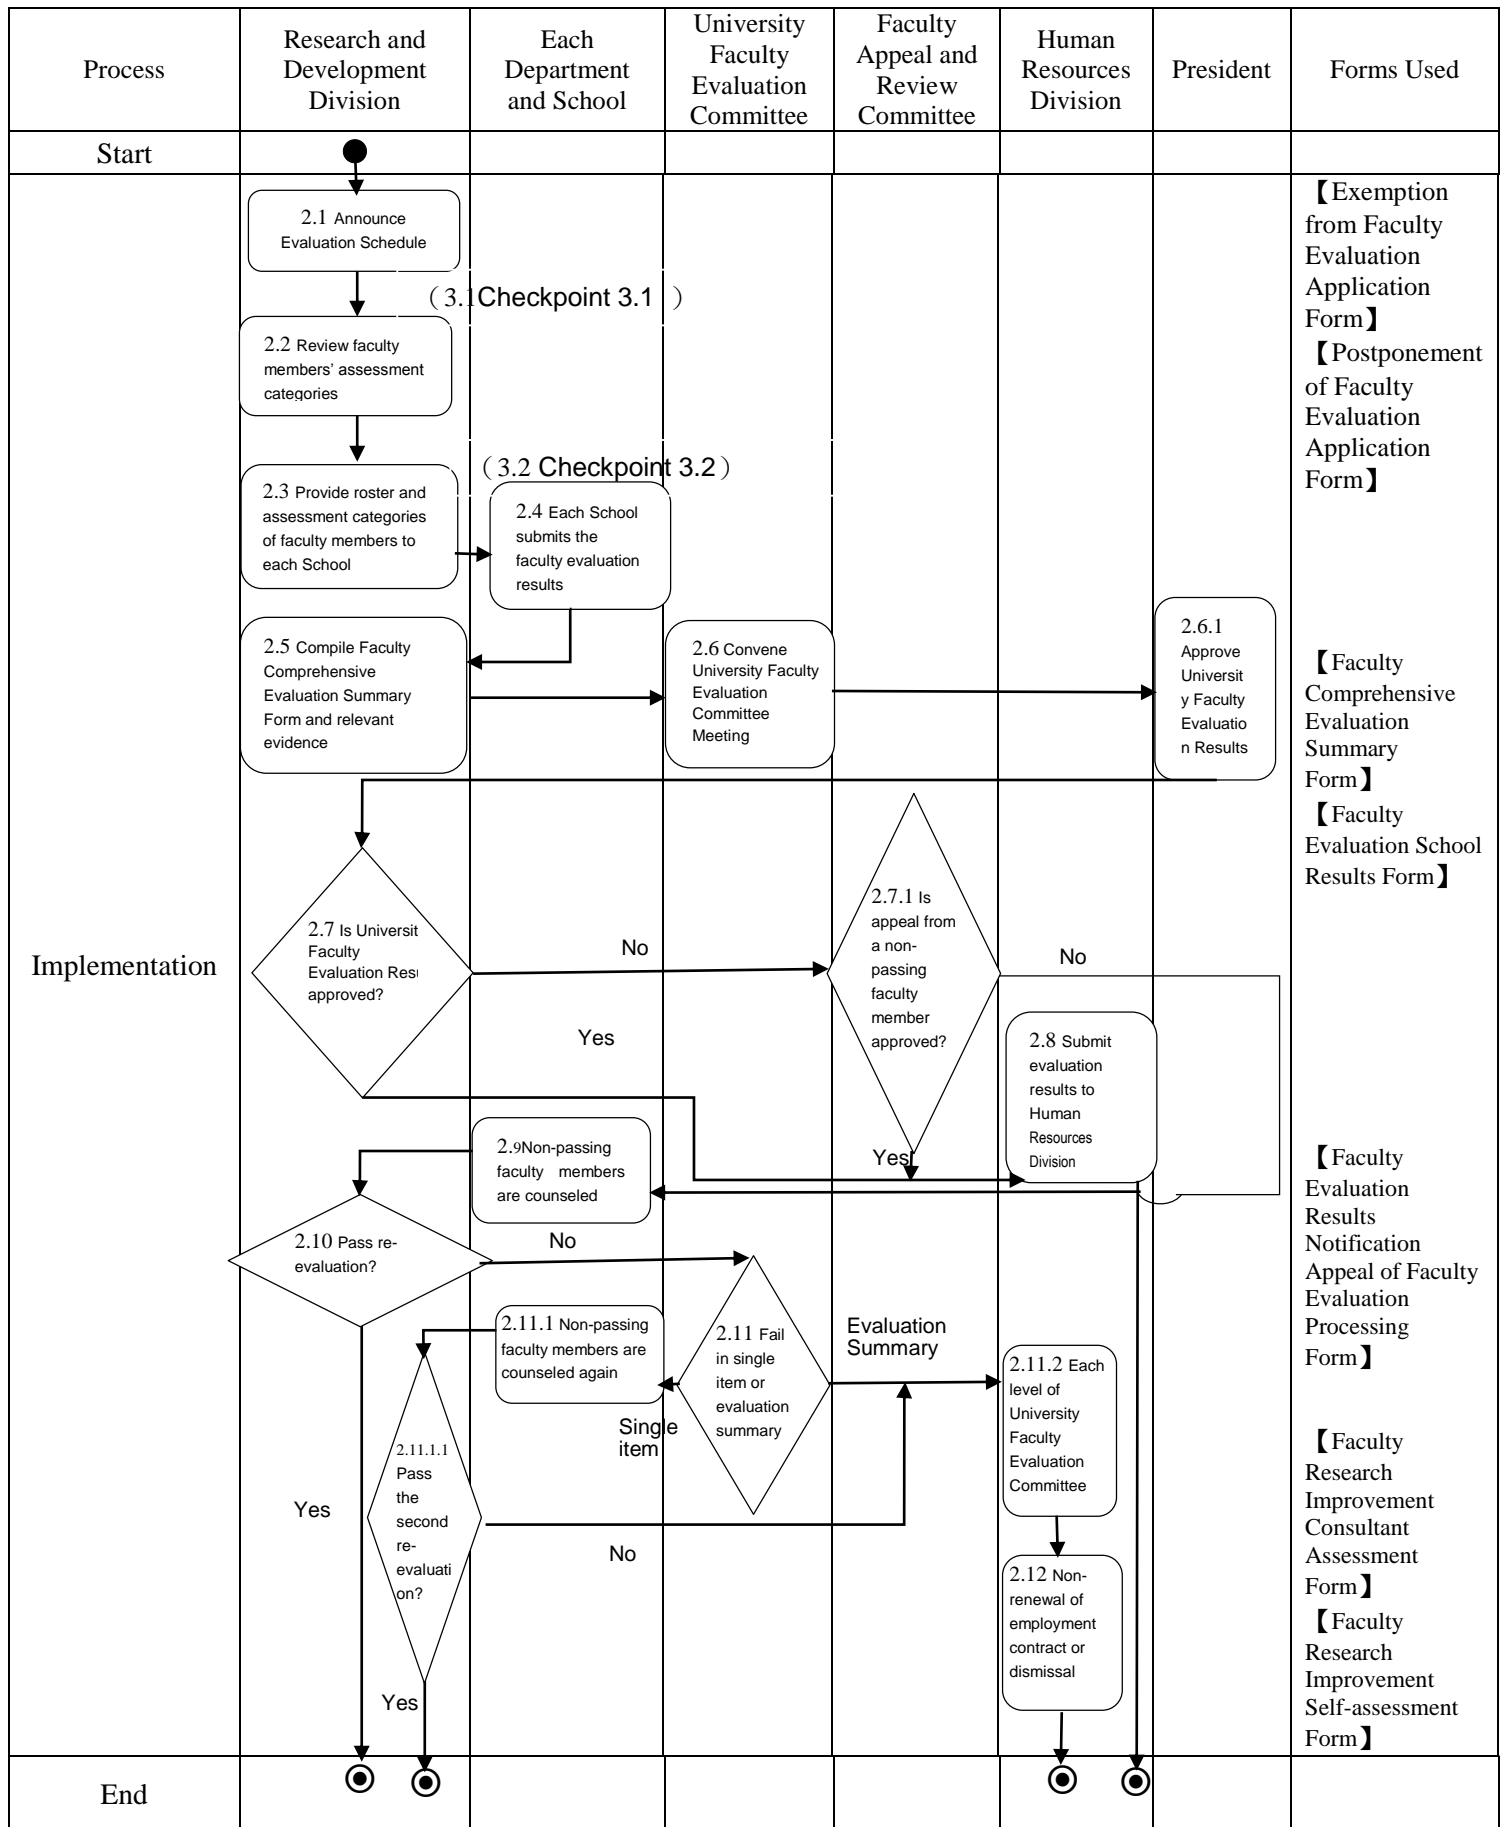 Process
Research and
Development
Division
Each
Department
and School
University
Faculty
Evaluation
Committee
Faculty
Appeal and
Review
Committee
Human
Resources
Division
President
Forms Used
Start
2.1 Announce
Evaluation Schedule
（3.1Checkpoint 3.1 ）
2.2 Review faculty
members’ assessment
categories
（3.2 Checkpoint 3.2）
2.3 Provide roster and
assessment categories
of faculty members to
each School
2.4 Each School
submits the
faculty evaluation
results
2.5 Compile Faculty
Comprehensive
Evaluation Summary
Form and relevant
evidence
2.6 Convene
University Faculty
Evaluation
Committee
Meeting
2.6.1
Approve
Universit
y Faculty
Evaluatio
n Results
Implementation
2.7 Is Universit
Faculty
Evaluation Resu
approved?
No
Yes
2.7.1 Is
appeal from
a non-
passing
faculty
member
approved?
No
Yes
2.8 Submit
evaluation
results to
Human
Resources
Division
2.9Non-passing
faculty members
are counseled
2.10 Pass re-
evaluation?
No
Yes
2.11 Fail
in single
item or
evaluation
summary
Evaluation
Summary
Single
item
2.11.1 Non-passing
faculty members are
counseled again
2.11.1.1
Pass
the
second
re-
evaluati
on?
No
Yes
2.11.2 Each
level of
University
Faculty
Evaluation
Committee
2.12 Non-
renewal of
employment
contract or
dismissal
【Exemption
from Faculty
Evaluation
Application
Form】
【Postponement
of Faculty
Evaluation
Application
Form】
【Faculty
Comprehensive
Evaluation
Summary
Form】
【Faculty
Evaluation School
Results Form】
【Faculty
Evaluation
Results
Notification
Appeal of Faculty
Evaluation
Processing
Form】
【Faculty
Research
Improvement
Consultant
Assessment
Form】
【Faculty
Research
Improvement
Self-assessment
Form】
End